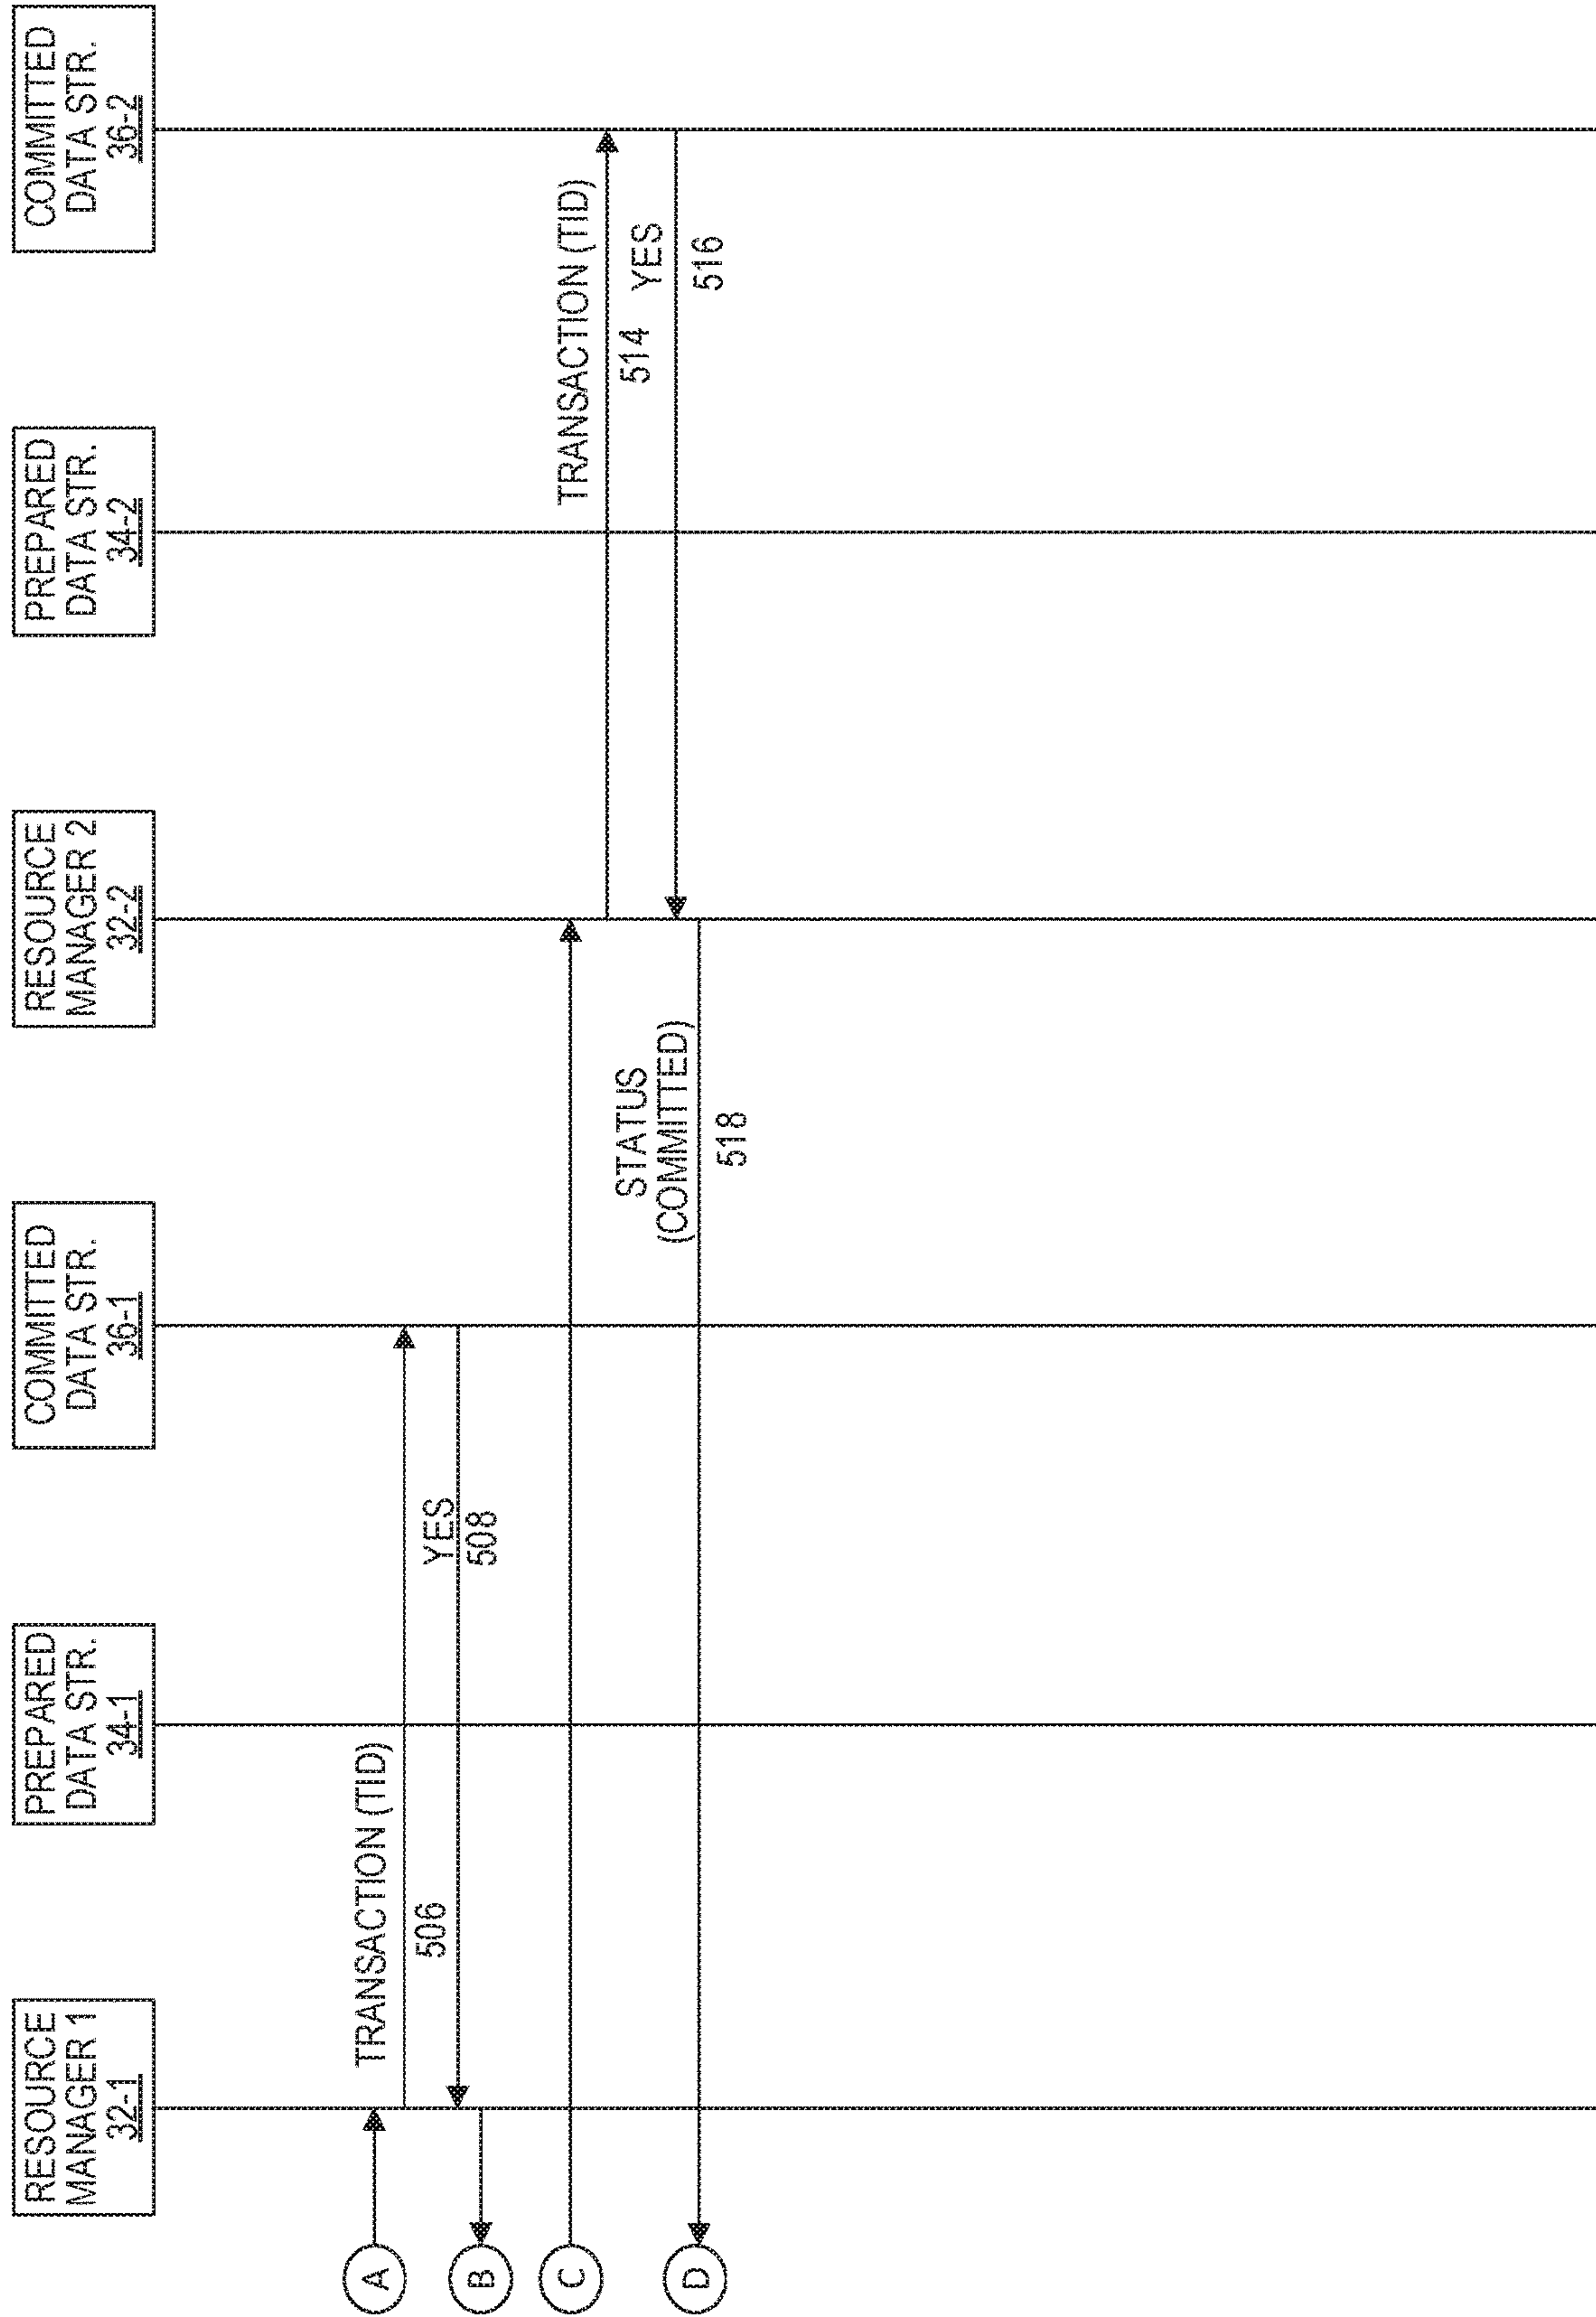 RESOURCE
MANAGER 1
32-1
PREPARED
DATA STR.
34-1
COMMITTED
DATA STR.
36-1
RESOURCE
MANAGER 2
32-2
PREPARED
DATA STR.
34-2
COMMITTED
DATA STR.
36-2
A
TRANSACTION (TID)
506
YES
508
B
C
TRANSACTION (TID)
514
YES
516
STATUS
(COMMITTED)
518
D